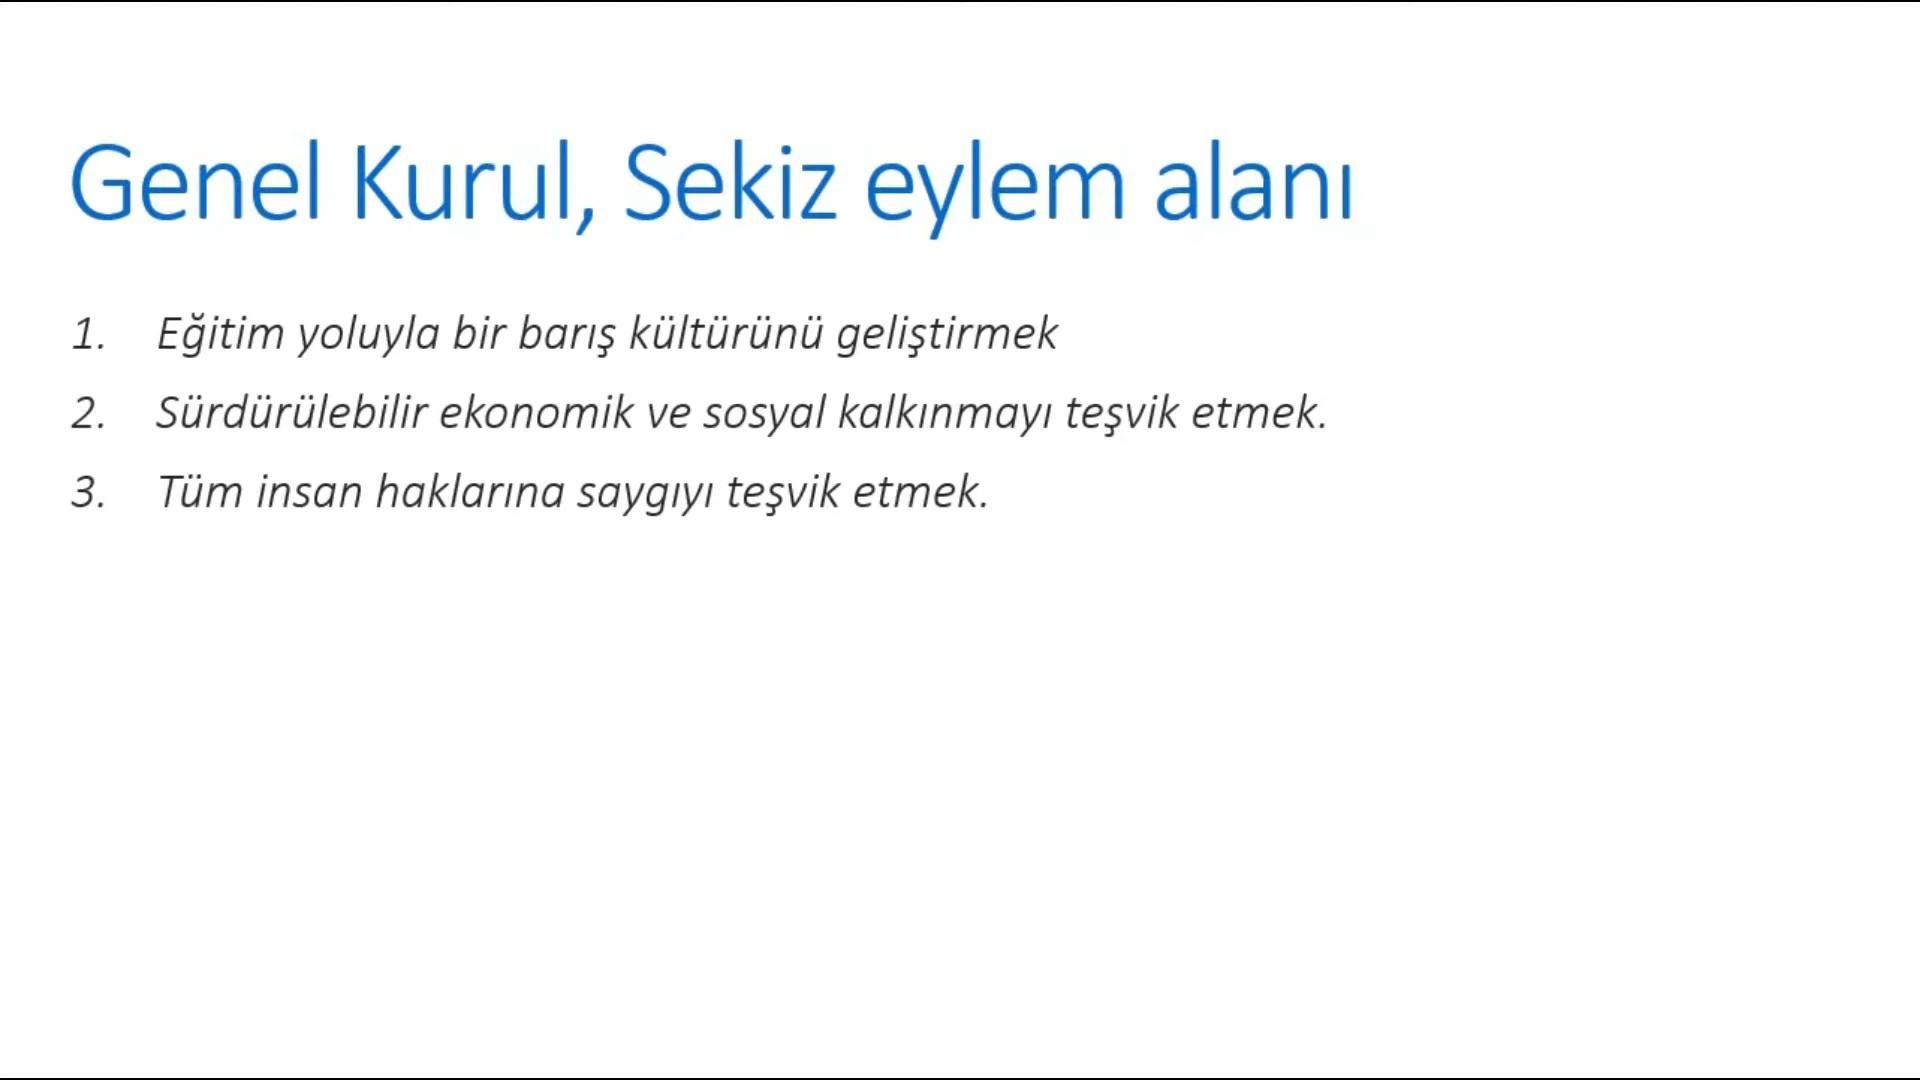 Genel Kurul, Sekiz eylem alanı
1. Eğitim yoluyla bir barış kültürünü geliştirmek
2. Sürdürülebilir ekonomik ve sosyal kalkınmayı teşvik etmek.
3. Tüm insan haklarına saygıyı teşvik etmek.